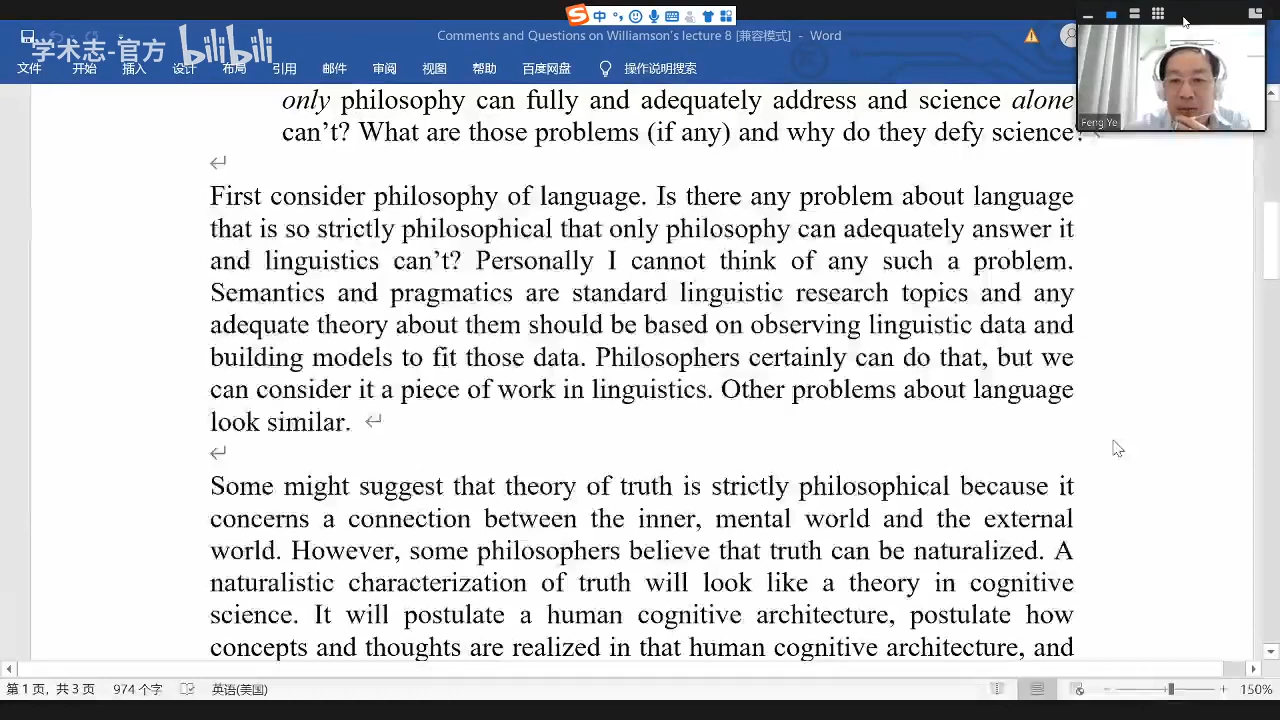 中
Comments and Questions on Williamson's lecture 8 [兼容模式] - Word
学术志-官方 bilibili
文件 开始 插入 设计 布局 引用 邮件 审阅 视图 帮助 百度网盘 操作说明搜索
Feng Ye
only philosophy can fully and adequately address and science alone
can't? What are those problems (if any) and why do they defy science?
First consider philosophy of language. Is there any problem about language
that is so strictly philosophical that only philosophy can adequately answer it
and linguistics can't? Personally I cannot think of any such a problem.
Semantics and pragmatics are standard linguistic research topics and any
adequate theory about them should be based on observing linguistic data and
building models to fit those data. Philosophers certainly can do that, but we
can consider it a piece of work in linguistics. Other problems about language
look similar.
Some might suggest that theory of truth is strictly philosophical because it
concerns a connection between the inner, mental world and the external
world. However, some philosophers believe that truth can be naturalized. A
naturalistic characterization of truth will look like a theory in cognitive
science. It will postulate a human cognitive architecture, postulate how
concepts and thoughts are realized in that human cognitive architecture, and
第1页, 共3页 974个字 英语(美国) 150%